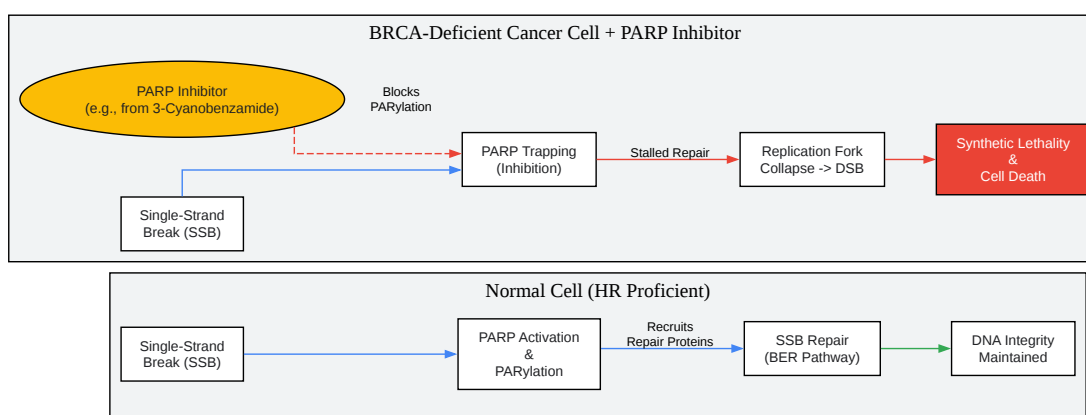 BRCA-Deficient Cancer Cell + PARP Inhibitor
PARP Inhibitor
(e.g., from 3-Cyanobenzamide)
Blocks
PARylation
Single-Strand
Break (SSB)
PARP Trapping
(Inhibition)
Stalled Repair
Replication Fork
Collapse -> DSB
Synthetic Lethality
&
Cell Death
Normal Cell (HR Proficient)
Single-Strand
Break (SSB)
PARP Activation
&
PARylation
Recruits
Repair Proteins
SSB Repair
(BER Pathway)
DNA Integrity
Maintained